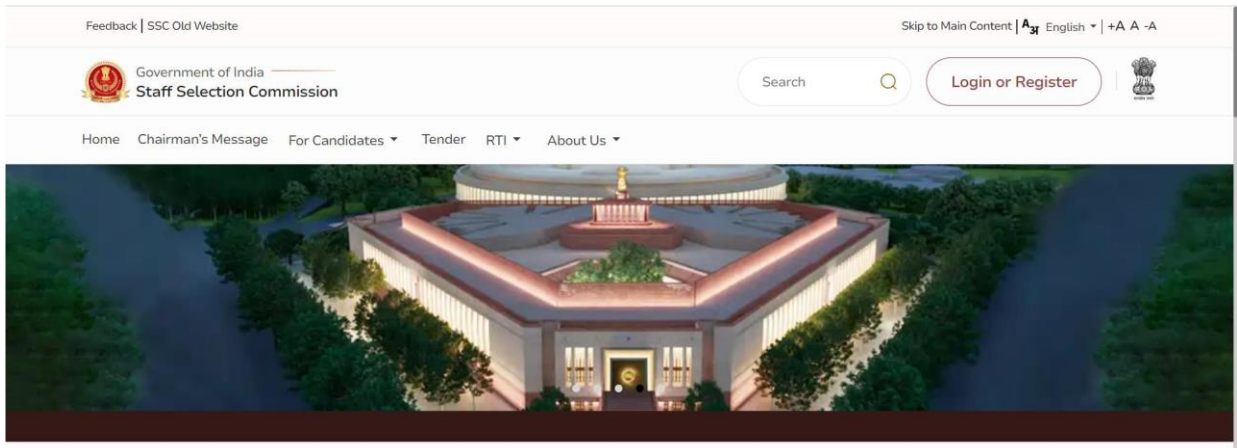 Feedback | SSC Old Website
Skip to Main Content | Aअ English | +A A -A
Government of India
Staff Selection Commission
Search
Login or Register
Home Chairman's Message For Candidates Tender RTI About Us